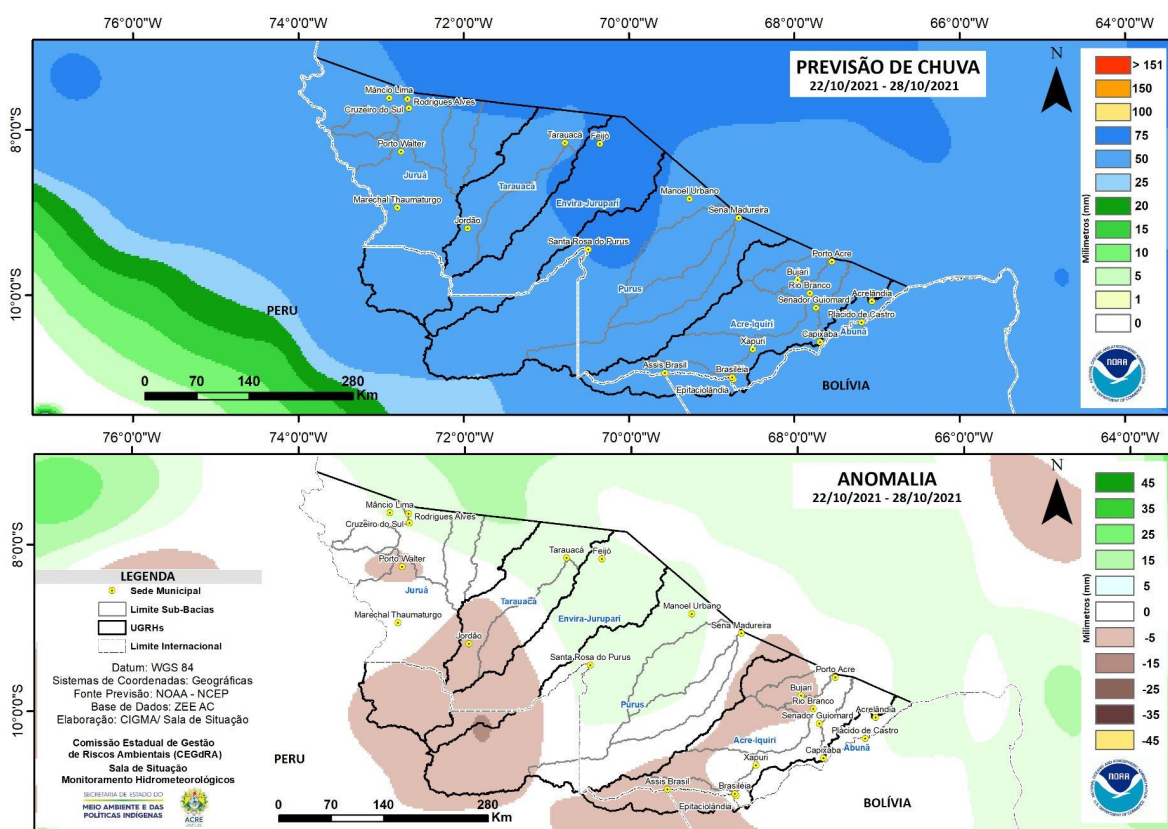 76°0'0"W 74°0'0"W 72°0'0"W 70°0'0"W 68°0'0"W 66°0'0"W 64°0'0"W
PREVISÃO DE CHUVA
22/10/2021 - 28/10/2021
N
> 151
150
100
75
50
25
20
15
10
5
1
0
Milímetros (mm)
NOAA
8°0'0"S
10°0'0"S
Mâncio Lima
Rodrigues Alves
Cruzeiro do Sul
Porto Walter
Juruá
Marechal Thaumaturgo
Jordão
Tarauacá
Feijó
Tarauacá
Envira-Jurupari
Manoel Urbano
Sena Madureira
Santa Rosa do Purus
Purus
Porto Acre
Bujari
Rio Branco
Senador Guiomard
Acrelândia
Plácido de Castro
Abunã
Acre-Iquiri
Capixaba
Xapuri
Assis Brasil
Brasiléia
Epitaciolândia
PERU
BOLÍVIA
0 70 140 280
Km
76°0'0"W 74°0'0"W 72°0'0"W 70°0'0"W 68°0'0"W 66°0'0"W 64°0'0"W
ANOMALIA
22/10/2021 - 28/10/2021
N
45
35
25
15
5
0
-5
-15
-25
-35
-45
Milímetros (mm)
NOAA
8°0'0"S
10°0'0"S
Mâncio Lima
Rodrigues Alves
Cruzeiro do Sul
Porto Walter
Juruá
Marechal Thaumaturgo
Jordão
Tarauacá
Feijó
Tarauacá
Envira-Jurupari
Manoel Urbano
Sena Madureira
Santa Rosa do Purus
Purus
Porto Acre
Bujari
Rio Branco
Senador Guiomard
Acrelândia
Plácido de Castro
Abunã
Acre-Iquiri
Capixaba
Xapuri
Assis Brasil
Brasiléia
Epitaciolândia
PERU
BOLÍVIA
0 70 140 280
Km
LEGENDA
Sede Municipal
Limite Sub-Bacias
UGRHs
Limite Internacional
Datum: WGS 84
Sistemas de Coordenadas: Geográficas
Fonte Previsão: NOAA - NCEP
Base de Dados: ZEE AC
Elaboração: CIGMA/ Sala de Situação
Comissão Estadual de Gestão
de Riscos Ambientais (CEGdRA)
Sala de Situação
Monitoramento Hidrometeorológicos
SECRETARIA DE ESTADO DO
MEIO AMBIENTE E DAS
POLÍTICAS INDÍGENAS
ACRE